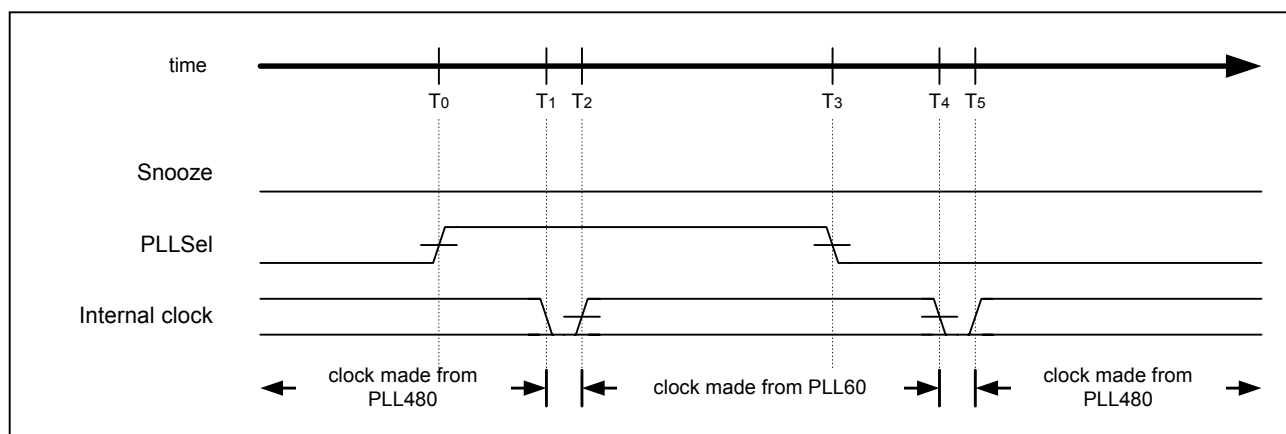 time
T0 T1 T2 T3 T4 T5
Snooze
PLLSel
Internal clock
clock made from
PLL480
clock made from PLL60
clock made from
PLL480